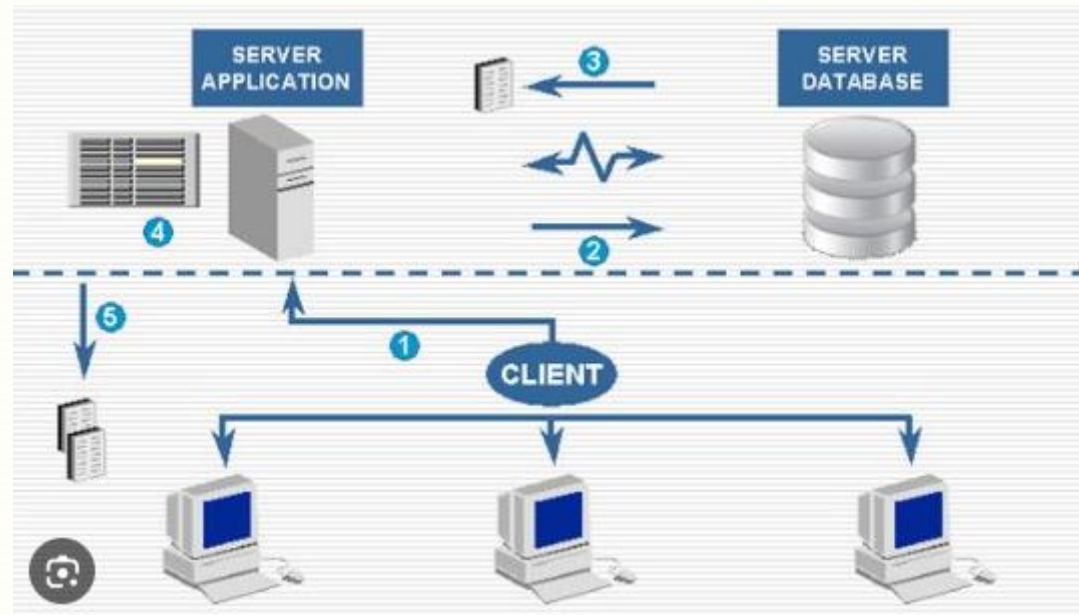 SERVER
APPLICATION
3
SERVER
DATABASE
4
2
5
1
CLIENT